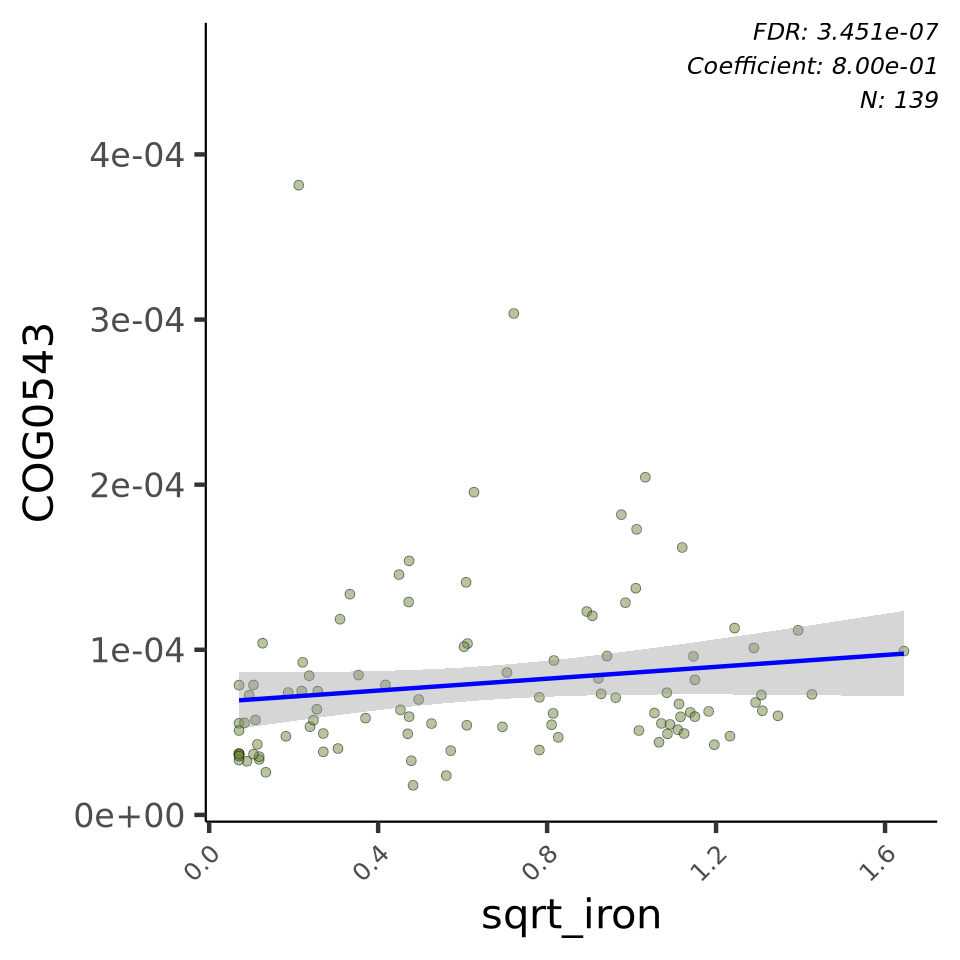 FDR: 3.451e-07
Coefficient: 8.00e-01
N: 139
4e-04
3e-04
2e-04
1e-04
0e+00
COG0543
0.0
0.4
0.8
1.2
1.6
sqrt_iron